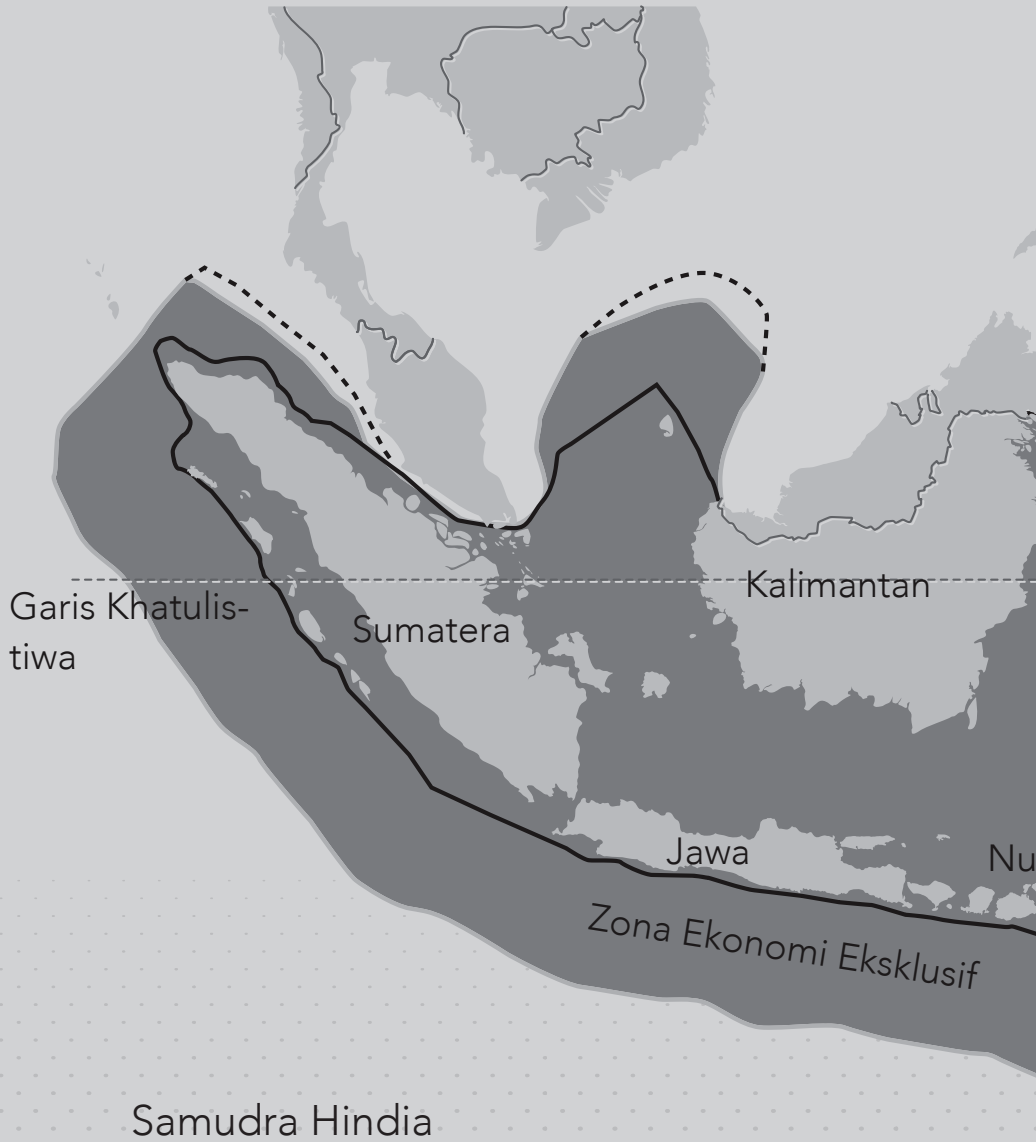 Kalimantan
Garis Khatulis-
tiwa
Sumatera
Jawa
Nu
Zona Ekonomi Eksklusif
Samudra Hindia